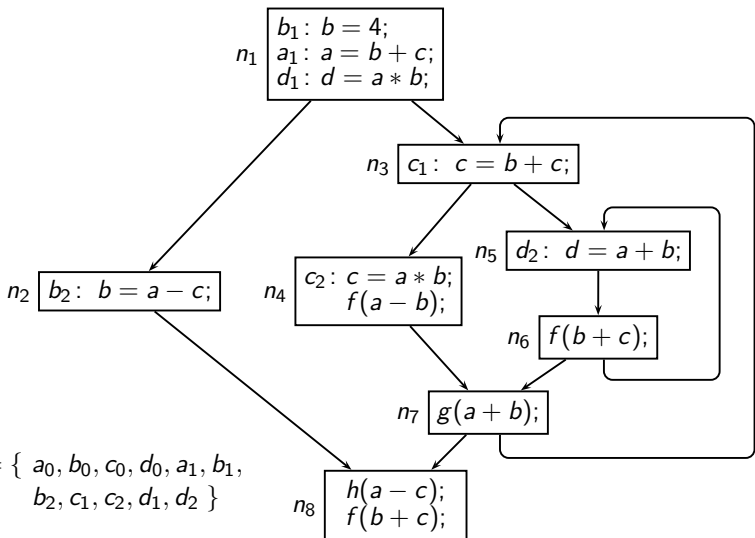 n₁
b₁: b = 4;
a₁: a = b + c;
d₁: d = a ∗ b;
n₃ c₁: c = b + c;
n₅ d₂: d = a + b;
n₂ b₂: b = a − c;
n₄
c₂: c = a ∗ b;
f(a − b);
n₆ f(b + c);
n₇ g(a + b);
{ a₀, b₀, c₀, d₀, a₁, b₁,
b₂, c₁, c₂, d₁, d₂ }
n₈
h(a − c);
f(b + c);